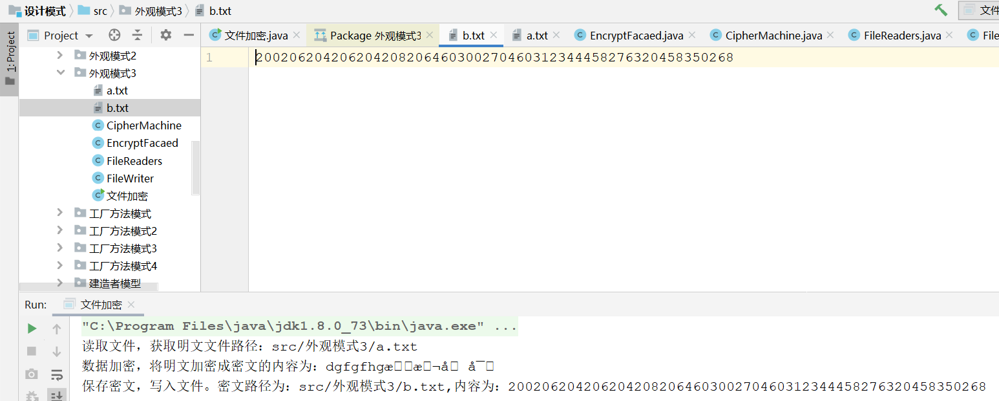 设计模式 src 外观模式3 b.txt 文件
1: Project
Project
文件加密.java Package 外观模式3 b.txt a.txt EncryptFacaed.java CipherMachine.java FileReaders.java File
外观模式2
外观模式3
a.txt
b.txt
CipherMachine
EncryptFacaed
FileReaders
FileWriter
文件加密
工厂方法模式
工厂方法模式2
工厂方法模式3
工厂方法模式4
建造者模型
1 2002062042062042082064603002704603123444582763204583502​68
Run: 文件加密
"C:\Program Files\java\jdk1.8.0_73\bin\java.exe" ...
读取文件，获取明文文件路径：src/外观模式3/a.txt
数据加密，将明文加密成密文的内容为：dgfgfhgæ□□æ□¬å□ å¯□
保存密文，写入文件。密文路径为：src/外观模式3/b.txt,内容为：200206204206204208206460300270460312344458276320458350268